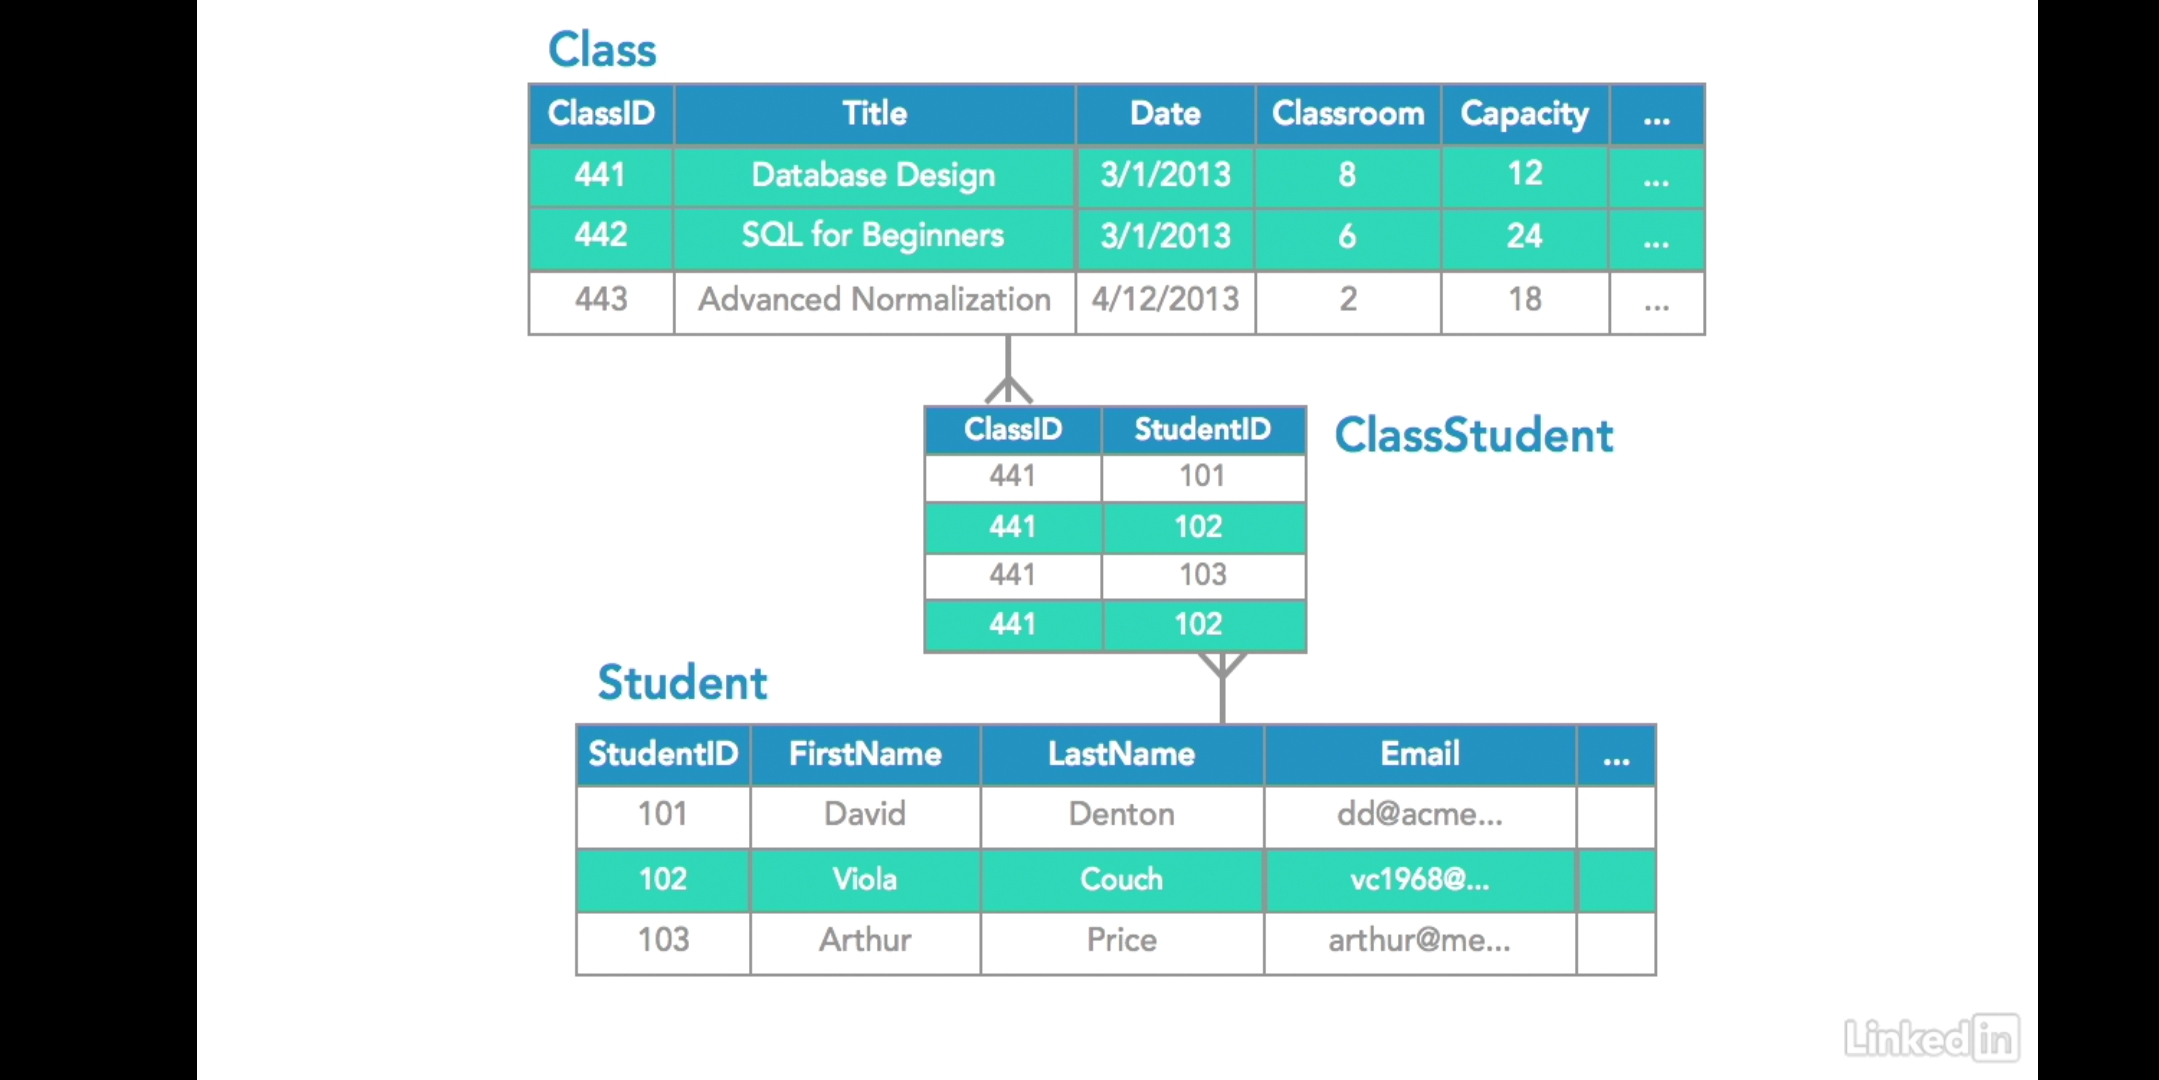 Class
ClassID Title Date Classroom Capacity ...
441 Database Design 3/1/2013 8 12 ...
442 SQL for Beginners 3/1/2013 6 24 ...
443 Advanced Normalization 4/12/2013 2 18 ...
ClassID StudentID ClassStudent
441 101
441 102
441 103
441 102
Student
StudentID FirstName LastName Email ...
101 David Denton dd@acme...
102 Viola Couch vc1968@...
103 Arthur Price arthur@me...
Linked in